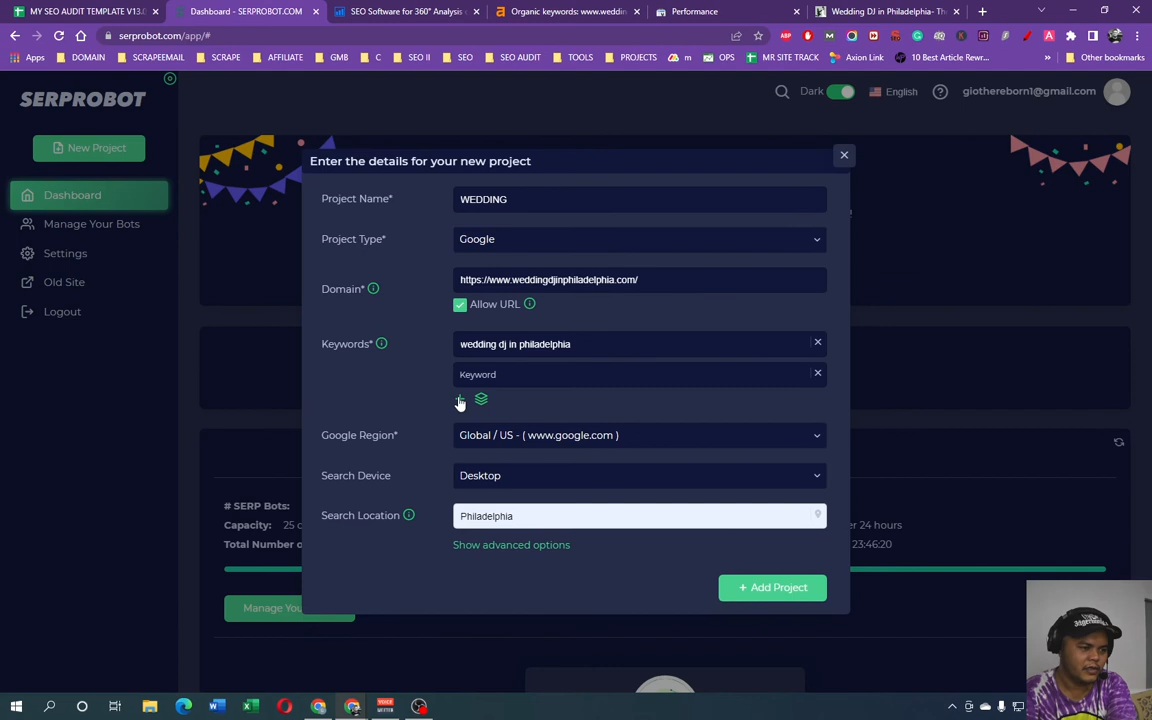 MY SEO AUDIT TEMPLATE V13.
Dashboard - SERPROBOT.COM
SEO Software for 360° Analysis
Organic keywords: www.weddin
Performance
Wedding DJ in Philadelphia- Th
serprobot.com/app/#
Apps
DOMAIN
SCRAPEEMAIL
SCRAPE
AFFILIATE
GMB
C
SEO II
SEO
SEO AUDIT
TOOLS
PROJECTS
m
OPS
MR SITE TRACK
Axion Link
10 Best Article Rewr...
Other bookmarks
SERPROBOT
Dark
English
giothereborn1@gmail.com
New Project
Dashboard
Manage Your Bots
Settings
Old Site
Logout
Enter the details for your new project
Project Name*
WEDDING
Project Type*
Google
Domain*
https://www.weddingdjinphiladelphia.com/
Allow URL
Keywords*
wedding dj in philadelphia
Keyword
Google Region*
Global / US - ( www.google.com )
Search Device
Desktop
Search Location
Philadelphia
Show advanced options
+ Add Project
# SERP Bots:
Capacity: 25
24 hours
Total Number
23:46:20
Manage